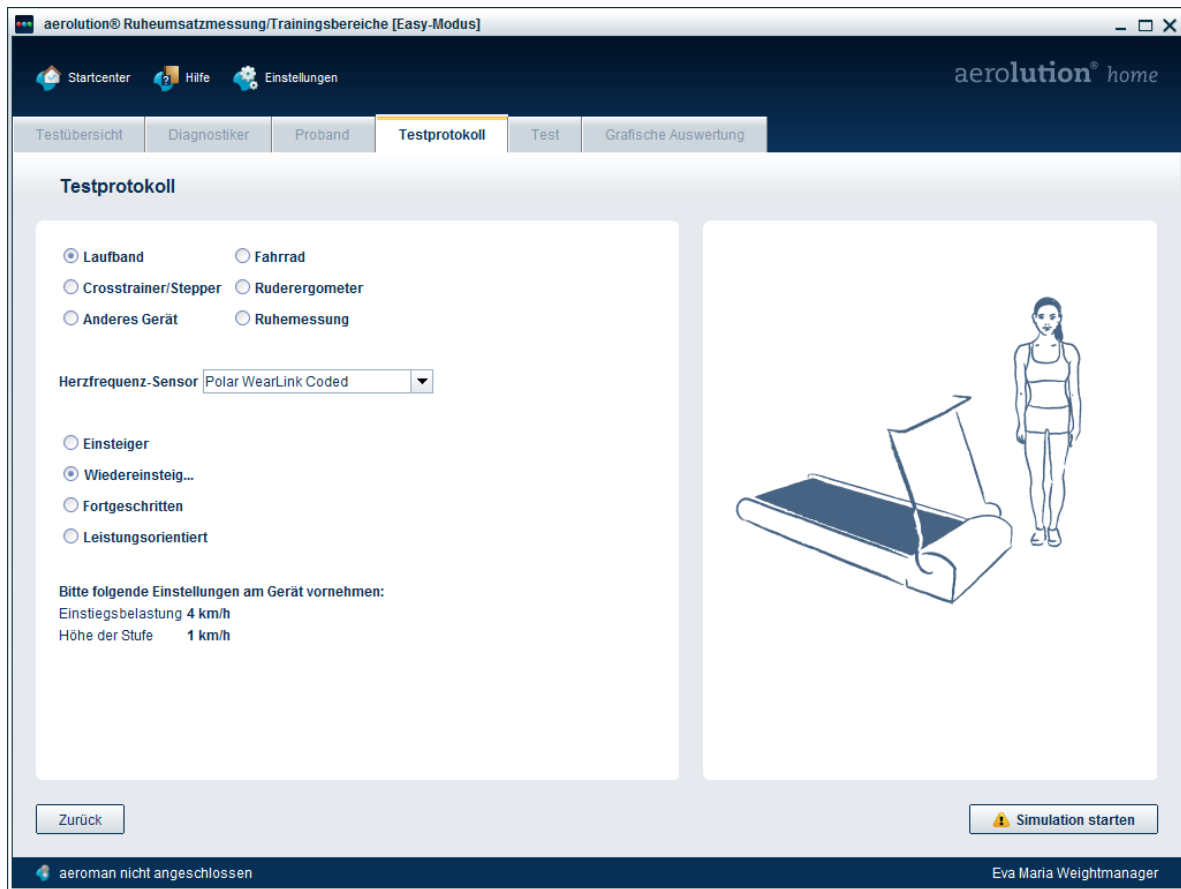 aerolution® Ruheumsatzmessung/Trainingsbereiche [Easy-Modus]
Startcenter Hilfe Einstellungen
aerolution® home
Testübersicht Diagnostiker Proband Testprotokoll Test Grafische Auswertung
Testprotokoll
Laufband Fahrrad
Crosstrainer/Stepper Ruderergometer
Anderes Gerät Ruhemessung
Herzfrequenz-Sensor Polar WearLink Coded
Einsteiger
Wiedereinsteig...
Fortgeschritten
Leistungsorientiert
Bitte folgende Einstellungen am Gerät vornehmen:
Einstiegsbelastung 4 km/h
Höhe der Stufe 1 km/h
Zurück Simulation starten
aeroman nicht angeschlossen Eva Maria Weightmanager